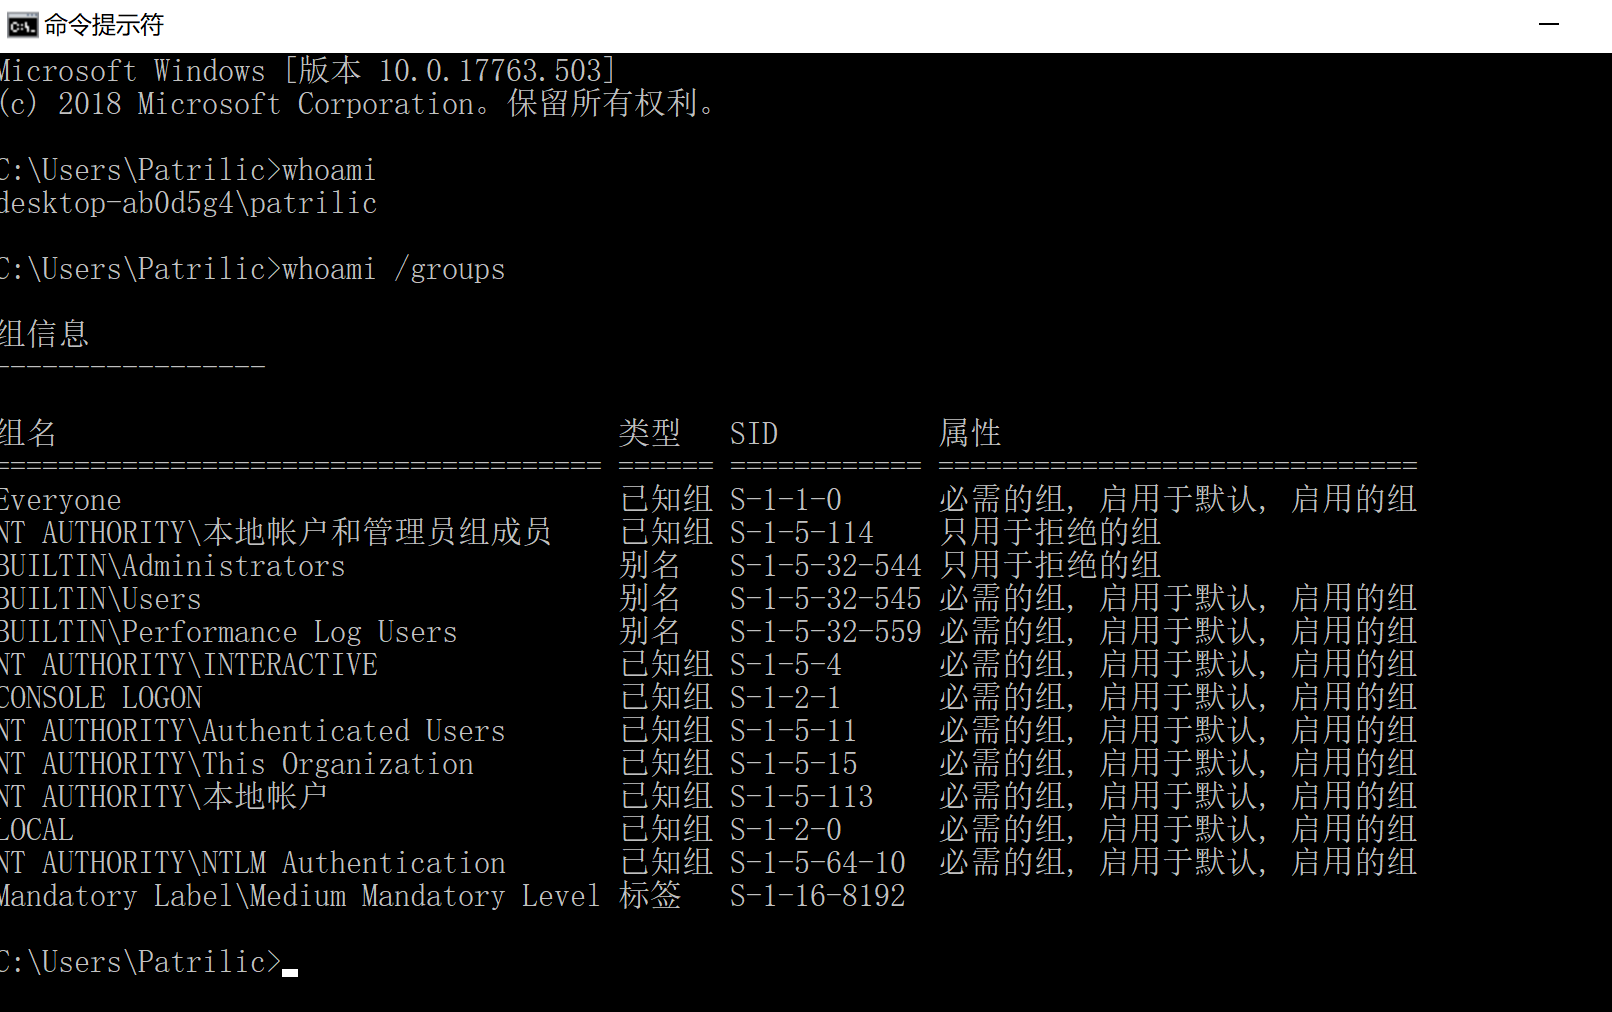 命令提示符
Microsoft Windows [版本 10.0.17763.503]
(c) 2018 Microsoft Corporation。保留所有权利。
C:\Users\Patrilic>whoami
desktop-ab0d5g4\patrilic
C:\Users\Patrilic>whoami /groups
组信息
-----------------
组名 类型 SID 属性
====================================== ====== ============ ==============================
Everyone 已知组 S-1-1-0 必需的组, 启用于默认, 启用的组
NT AUTHORITY\本地帐户和管理员组成员 已知组 S-1-5-114 只用于拒绝的组
BUILTIN\Administrators 别名 S-1-5-32-544 只用于拒绝的组
BUILTIN\Users 别名 S-1-5-32-545 必需的组, 启用于默认, 启用的组
BUILTIN\Performance Log Users 别名 S-1-5-32-559 必需的组, 启用于默认, 启用的组
NT AUTHORITY\INTERACTIVE 已知组 S-1-5-4 必需的组, 启用于默认, 启用的组
CONSOLE LOGON 已知组 S-1-2-1 必需的组, 启用于默认, 启用的组
NT AUTHORITY\Authenticated Users 已知组 S-1-5-11 必需的组, 启用于默认, 启用的组
NT AUTHORITY\This Organization 已知组 S-1-5-15 必需的组, 启用于默认, 启用的组
NT AUTHORITY\本地帐户 已知组 S-1-5-113 必需的组, 启用于默认, 启用的组
LOCAL 已知组 S-1-2-0 必需的组, 启用于默认, 启用的组
NT AUTHORITY\NTLM Authentication 已知组 S-1-5-64-10 必需的组, 启用于默认, 启用的组
Mandatory Label\Medium Mandatory Level 标签 S-1-16-8192
C:\Users\Patrilic>